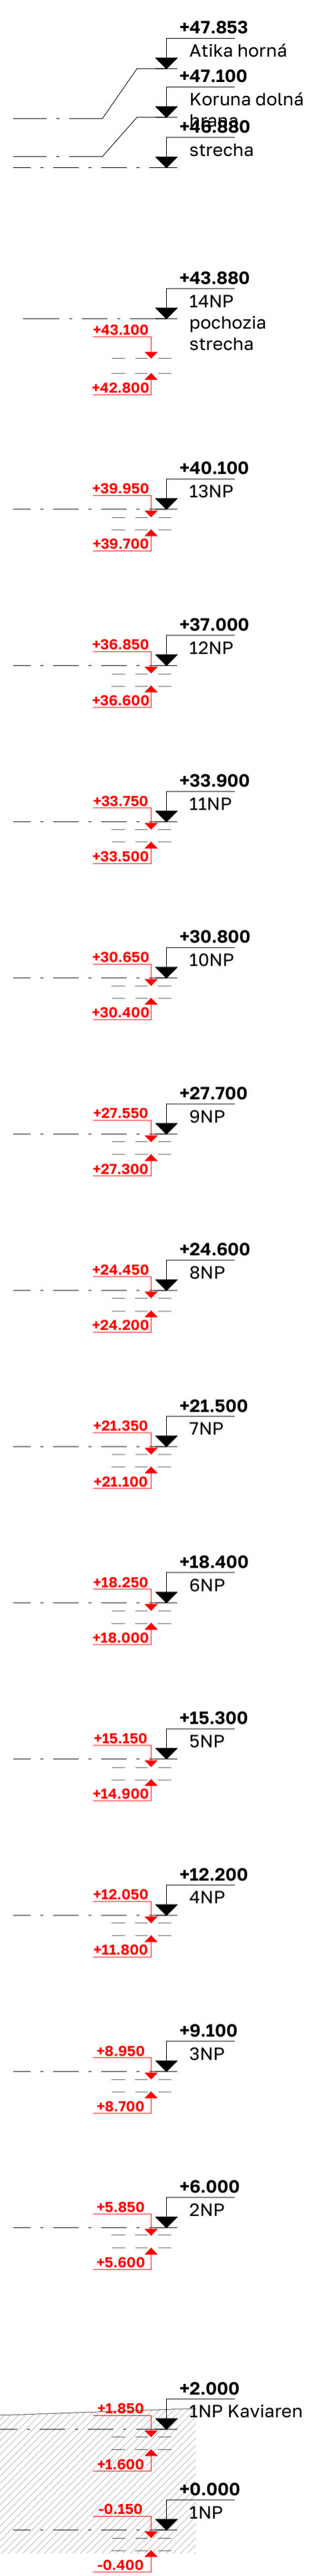 +47.853
Atika horná
+47.100
Koruna dolná
hrana
+46.880
strecha
+43.880
14NP
pochozia
strecha
+43.100
+42.800
+40.100
13NP
+39.950
+39.700
+37.000
12NP
+36.850
+36.600
+33.900
11NP
+33.750
+33.500
+30.800
10NP
+30.650
+30.400
+27.700
9NP
+27.550
+27.300
+24.600
8NP
+24.450
+24.200
+21.500
7NP
+21.350
+21.100
+18.400
6NP
+18.250
+18.000
+15.300
5NP
+15.150
+14.900
+12.200
4NP
+12.050
+11.800
+9.100
3NP
+8.950
+8.700
+6.000
2NP
+5.850
+5.600
+2.000
1NP Kaviaren
+1.850
+1.600
+0.000
1NP
-0.150
-0.400